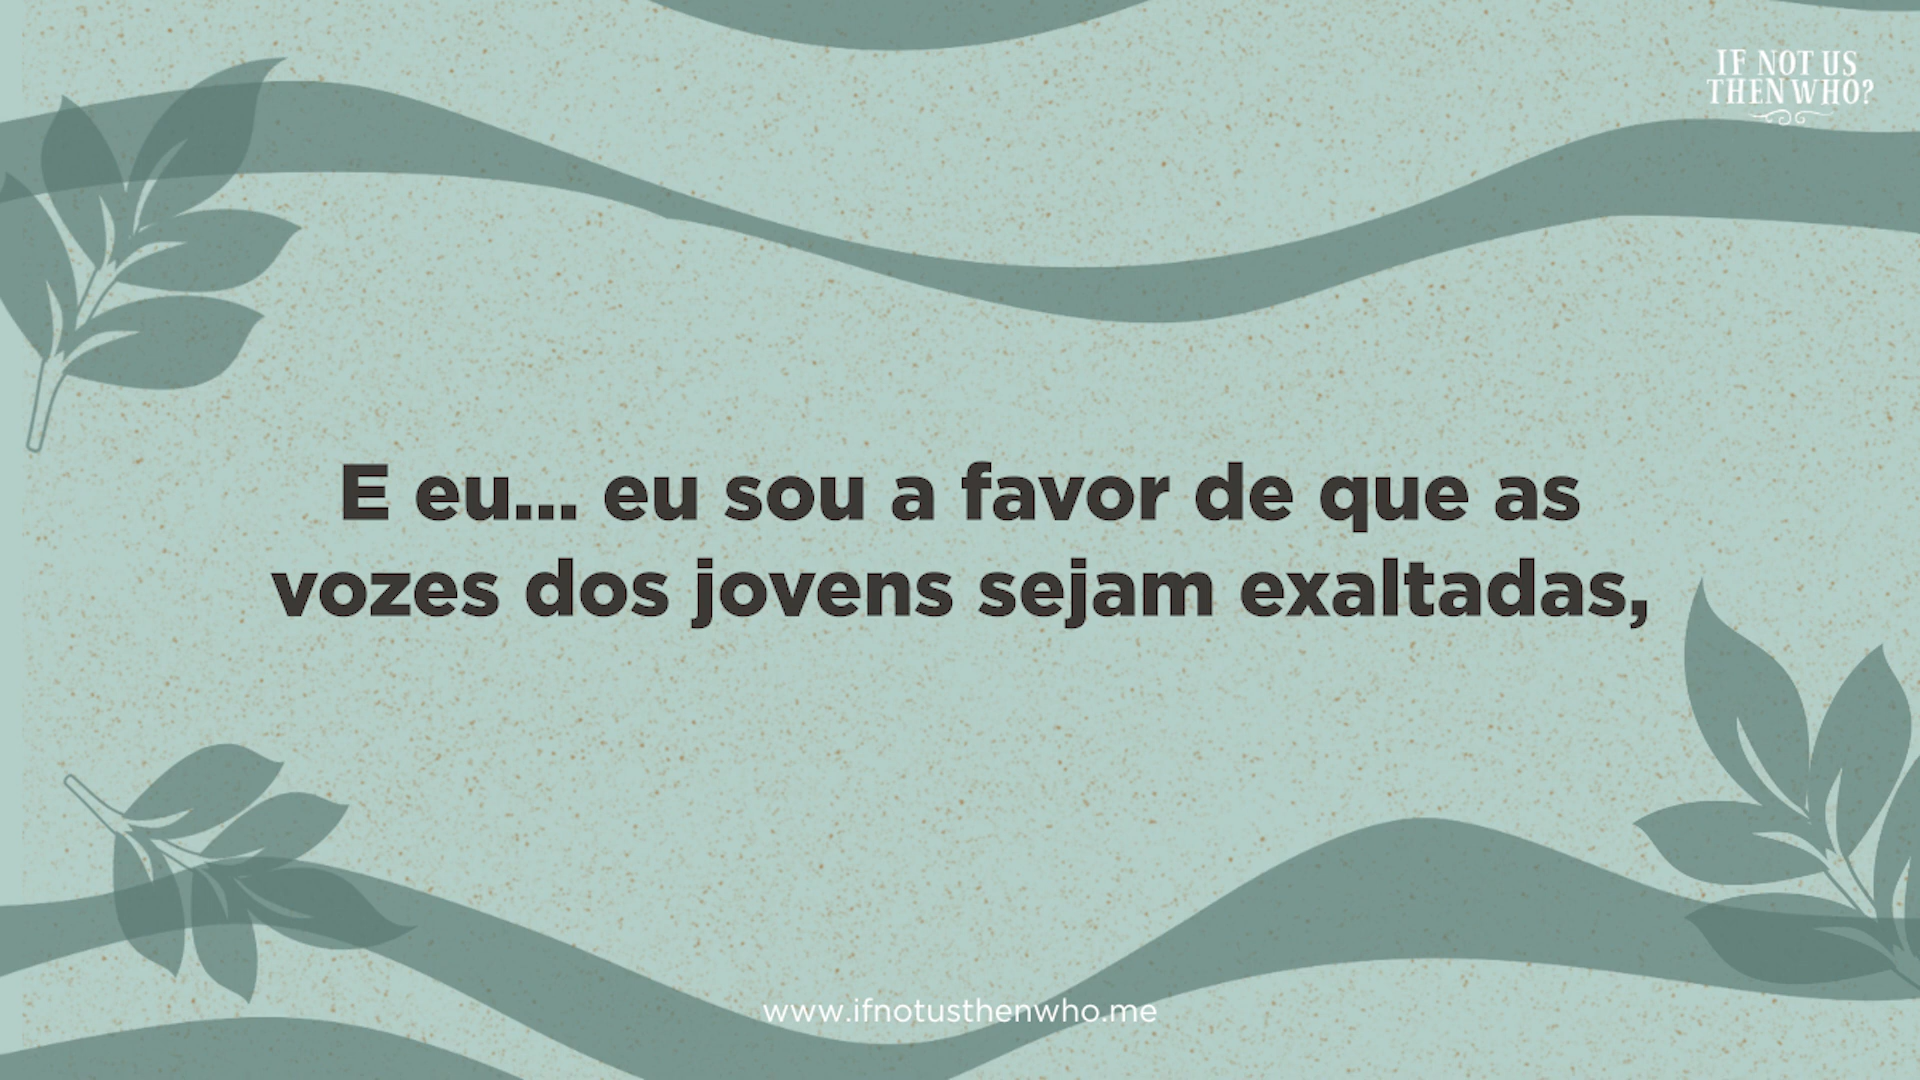 IF NOT US
THEN WHO?
E eu... eu sou a favor de que as
vozes dos jovens sejam exaltadas,
www.ifnotusthenwho.me